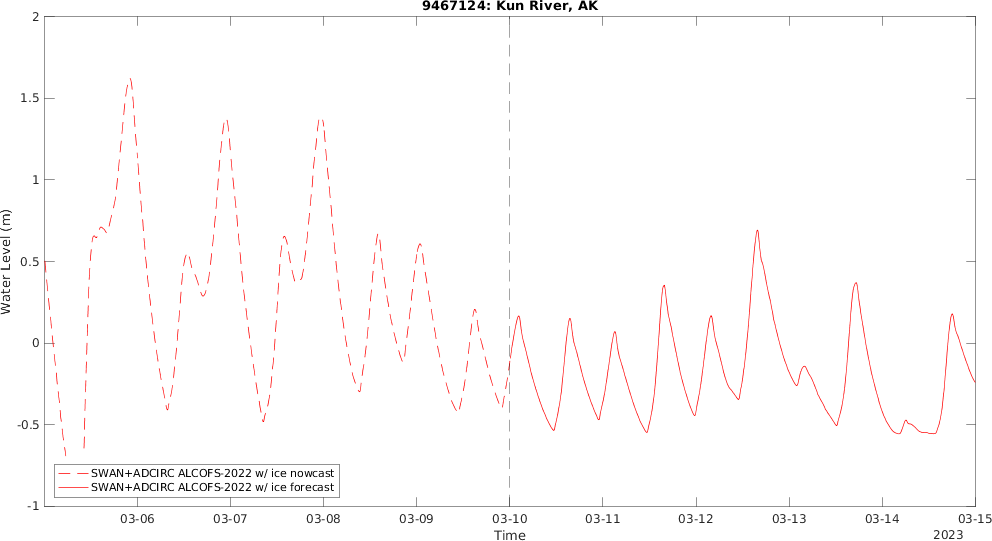 9467124: Kun River, AK
2
1.5
1
0.5
0
-0.5
-1
Water Level (m)
SWAN+ADCIRC ALCOFS-2022 w/ ice nowcast
SWAN+ADCIRC ALCOFS-2022 w/ ice forecast
03-06 03-07 03-08 03-09 03-10 03-11 03-12 03-13 03-14 03-15
Time
2023